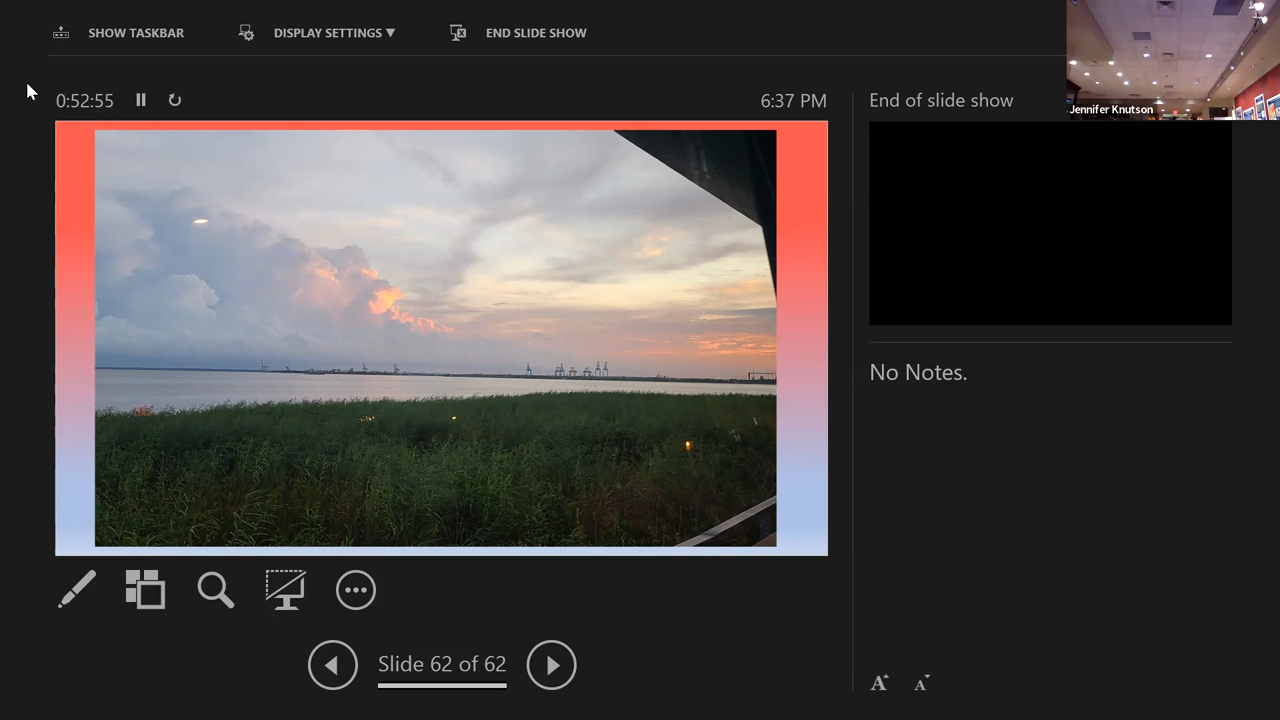 SHOW TASKBAR
DISPLAY SETTINGS ▼
END SLIDE SHOW
Jennifer Knutson
0:52:55
6:37 PM
End of slide show
No Notes.
Slide 62 of 62
A A